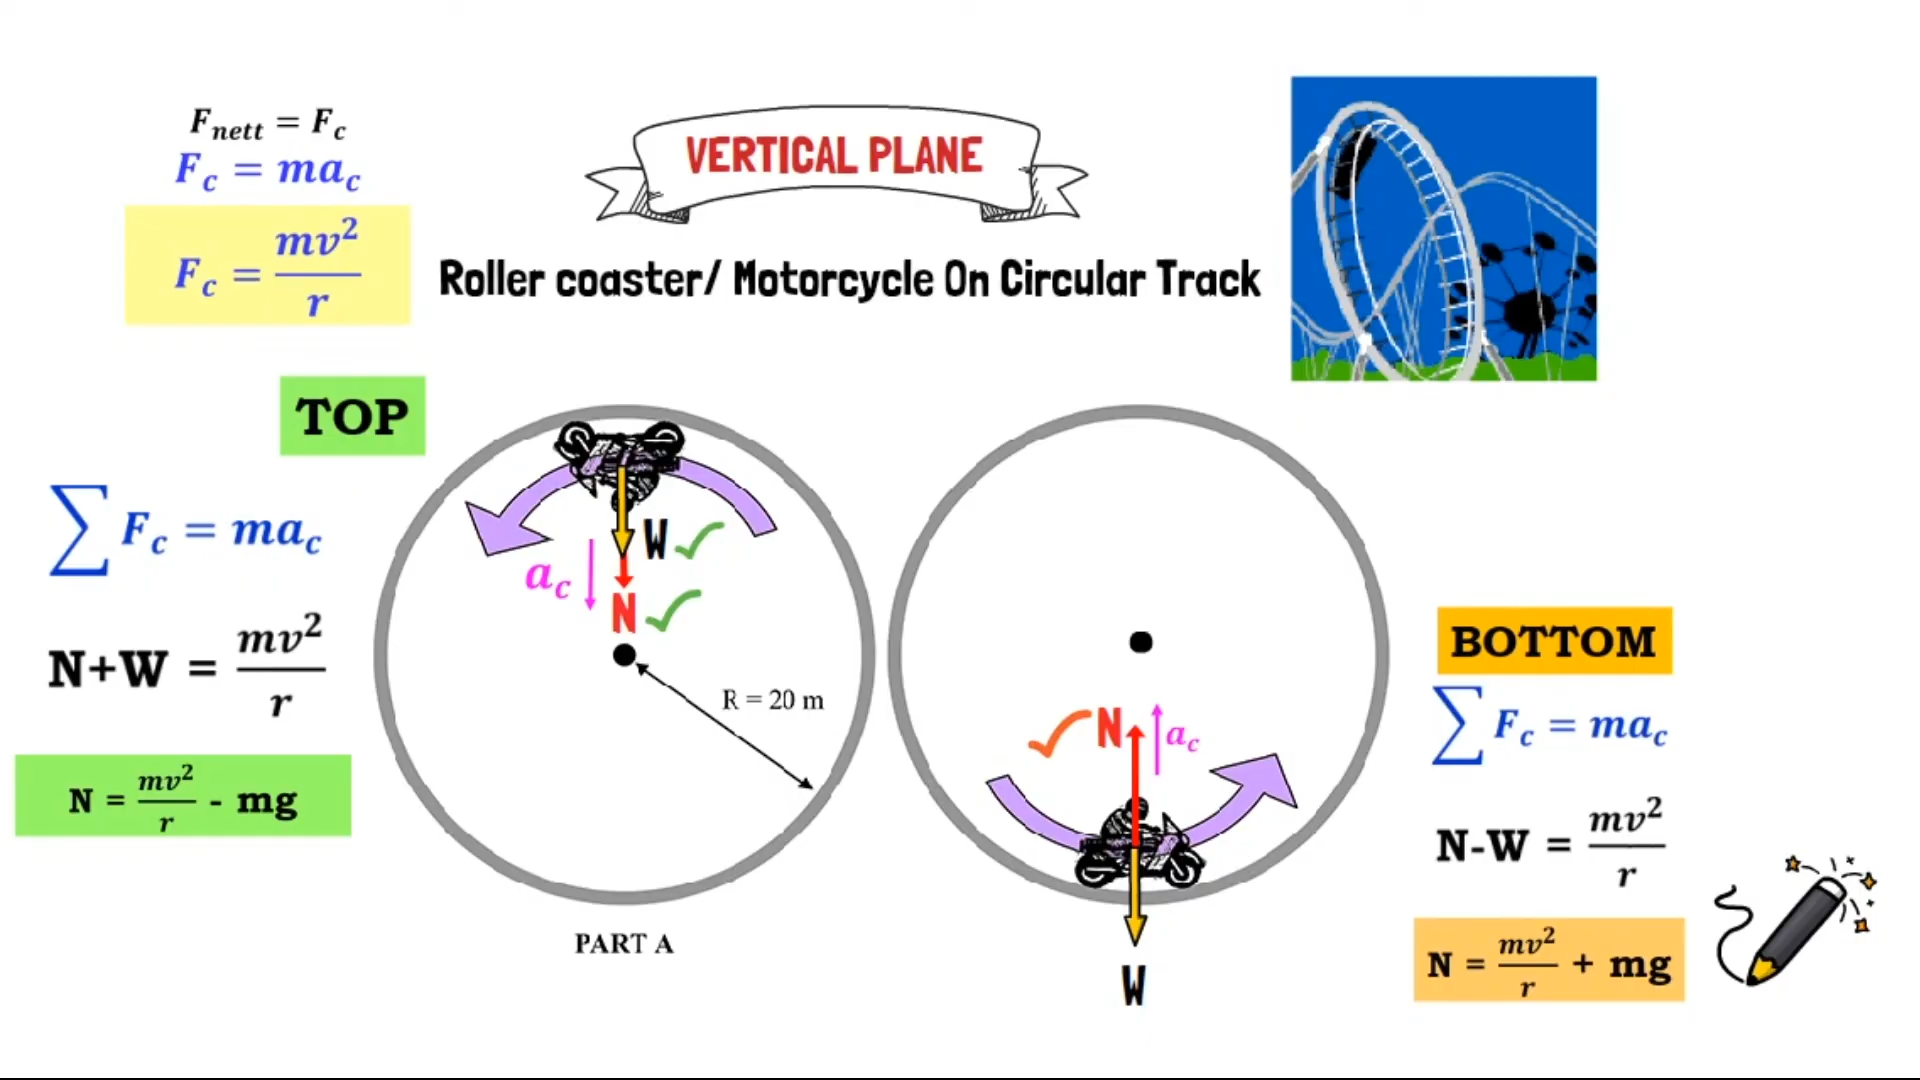 F_nett = F_c
F_c = ma_c
F_c = mv²/r
VERTICAL PLANE
Roller coaster/ Motorcycle On Circular Track
TOP
∑ F_c = ma_c
N+W = mv²/r
N = mv²/r - mg
W
a_c
N
R = 20 m
PART A
N
a_c
W
BOTTOM
∑ F_c = ma_c
N-W = mv²/r
N = mv²/r + mg